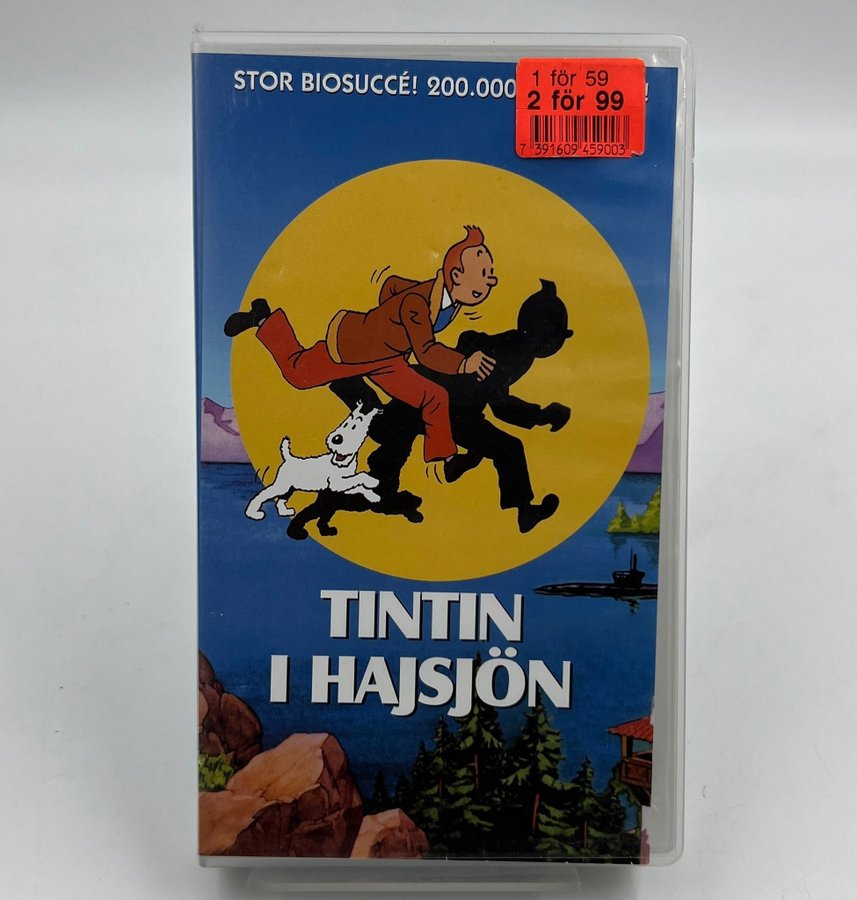 STOR BIOSUCCÉ! 200.000 !
1 för 59
2 för 99
7 391609 459003
TINTIN
I HAJSJÖN